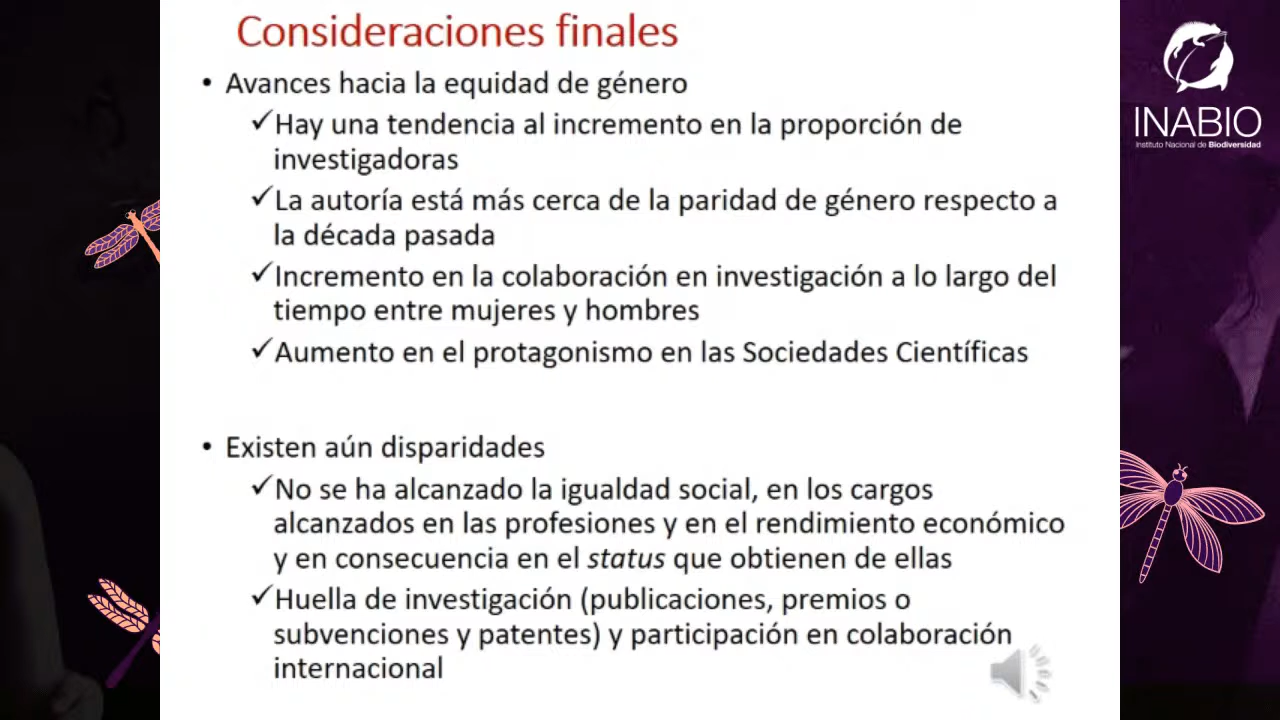 Consideraciones finales
• Avances hacia la equidad de género
✓Hay una tendencia al incremento en la proporción de
investigadoras
✓La autoría está más cerca de la paridad de género respecto a
la década pasada
✓Incremento en la colaboración en investigación a lo largo del
tiempo entre mujeres y hombres
✓Aumento en el protagonismo en las Sociedades Científicas
• Existen aún disparidades
✓No se ha alcanzado la igualdad social, en los cargos
alcanzados en las profesiones y en el rendimiento económico
y en consecuencia en el status que obtienen de ellas
✓Huella de investigación (publicaciones, premios o
subvenciones y patentes) y participación en colaboración
internacional
INABIO
Instituto Nacional de Biodiversidad